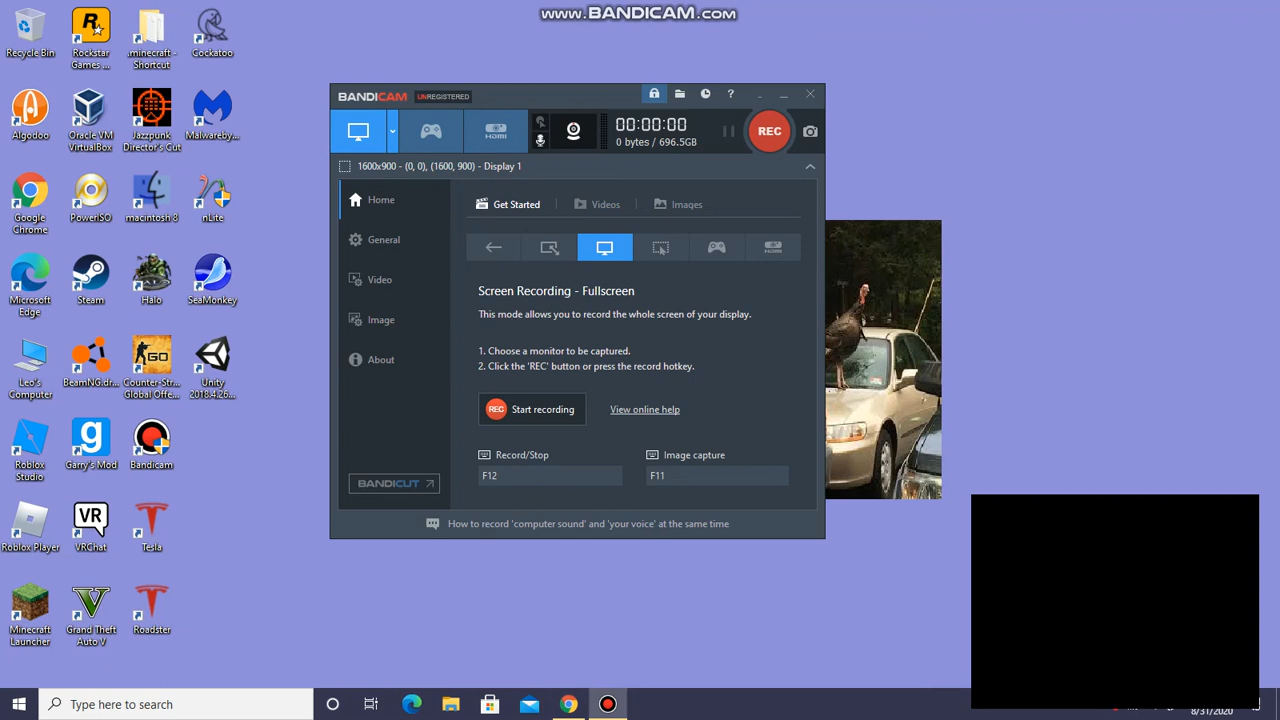 www.BANDICAM.com
Recycle Bin
Rockstar
Games ...
.minecraft -
Shortcut
Cockatoo
Algodoo
Oracle VM
VirtualBox
Jazzpunk
Director's Cut
Malwareby...
Google
Chrome
PowerISO
macintosh 8
nLite
Microsoft
Edge
Steam
Halo
SeaMonkey
Leo's
Computer
BeamNG.dr...
Counter-Str...
Global Offe...
Unity
2018.4.26...
Roblox
Studio
Garry's Mod
Bandicam
Roblox Player
VRChat
Tesla
Minecraft
Launcher
Grand Theft
Auto V
Roadster
BANDICAM UNREGISTERED
00:00:00
0 bytes / 696.5GB
REC
HDMI
1600x900 - (0, 0), (1600, 900) - Display 1
Home
General
Video
Image
About
BANDICUT
Get Started
Videos
Images
HDMI
Screen Recording - Fullscreen
This mode allows you to record the whole screen of your display.
1. Choose a monitor to be captured.
2. Click the 'REC' button or press the record hotkey.
REC Start recording
View online help
Record/Stop
F12
Image capture
F11
How to record 'computer sound' and 'your voice' at the same time
Type here to search
8/31/2020